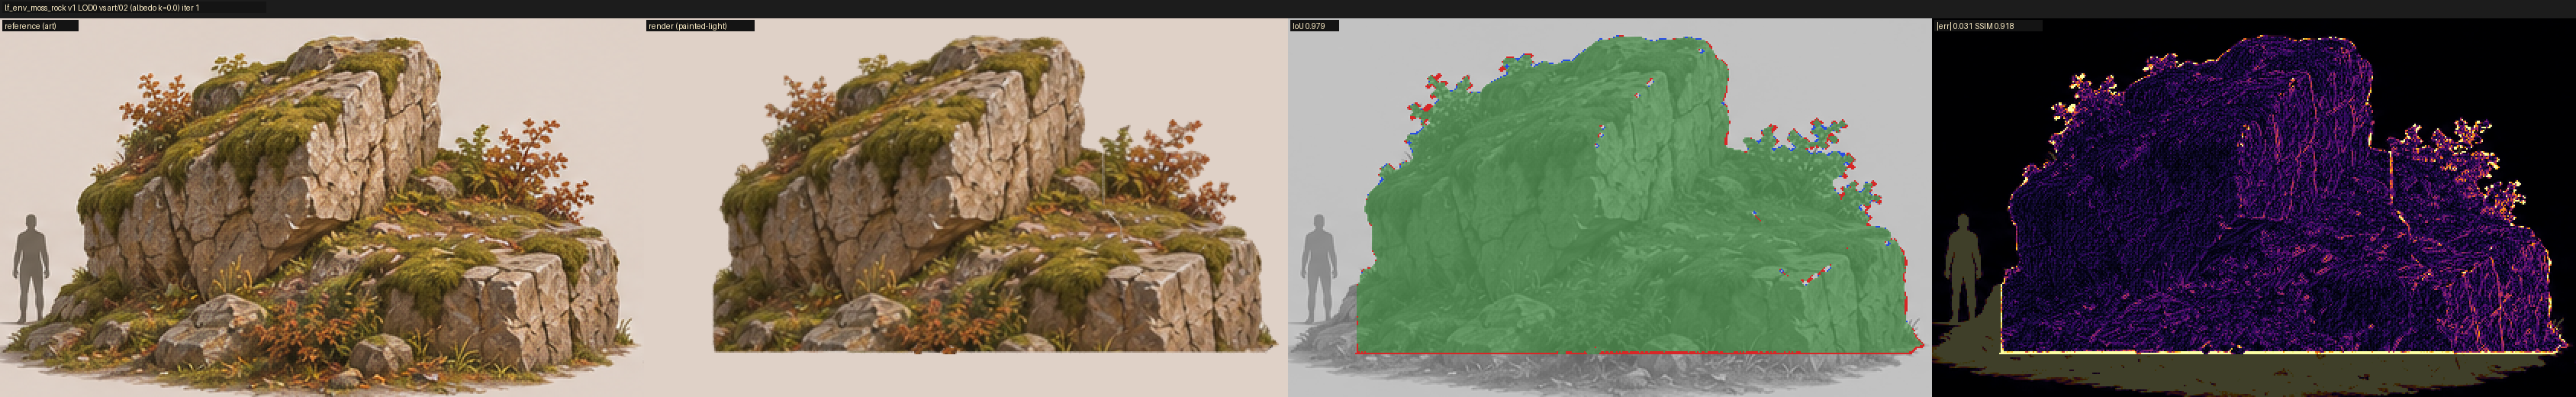 lf_env_moss_rock v1 LOD0 vs art/02 (albedo k=0.0) iter 1
reference (art)
render (painted-light)
IoU 0.979
|err| 0.031 SSIM 0.918